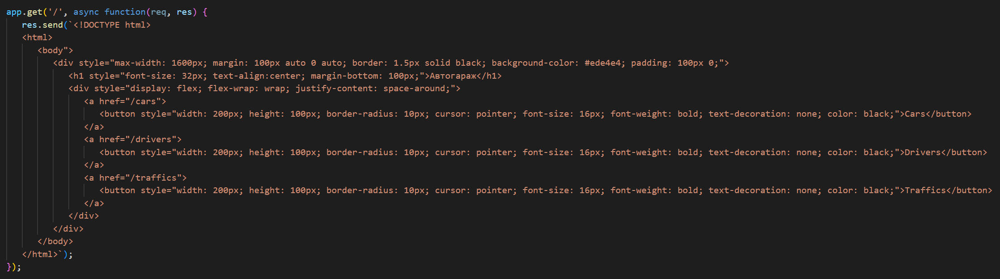 app.get('/', async function(req, res) {
res.send(`<!DOCTYPE html>
<html>
<body">
<div style="max-width: 1600px; margin: 100px auto 0 auto; border: 1.5px solid black; background-color: #ede4e4; padding: 100px 0;">
<h1 style="font-size: 32px; text-align:center; margin-bottom: 100px;">Автогараж</h1>
<div style="display: flex; flex-wrap: wrap; justify-content: space-around;">
<a href="/cars">
<button style="width: 200px; height: 100px; border-radius: 10px; cursor: pointer; font-size: 16px; font-weight: bold; text-decoration: none; color: black;">Cars</button>
</a>
<a href="/drivers">
<button style="width: 200px; height: 100px; border-radius: 10px; cursor: pointer; font-size: 16px; font-weight: bold; text-decoration: none; color: black;">Drivers</button>
</a>
<a href="/traffics">
<button style="width: 200px; height: 100px; border-radius: 10px; cursor: pointer; font-size: 16px; font-weight: bold; text-decoration: none; color: black;">Traffics</button>
</a>
</div>
</div>
</body>
</html>`);
});